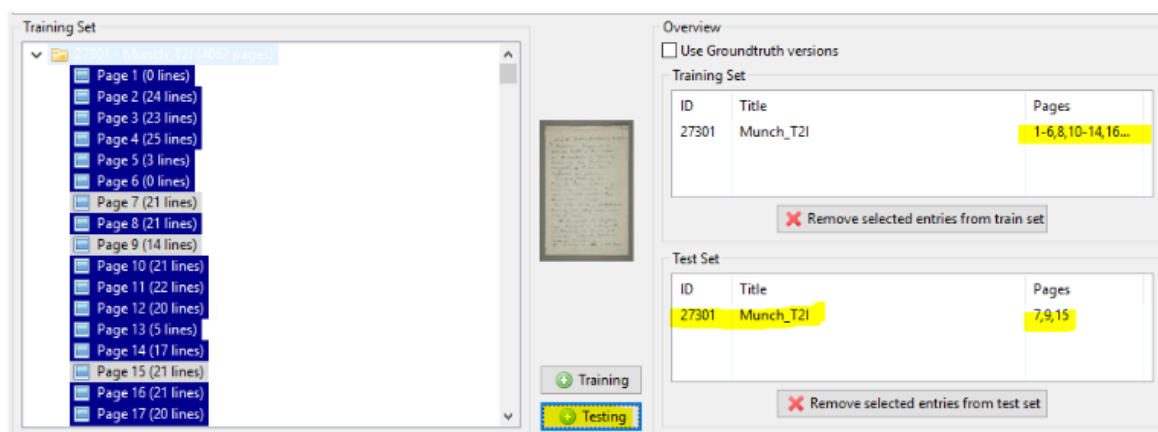 Training Set
27301 - Munch_T2I (4062 pages)
Page 1 (0 lines)
Page 2 (24 lines)
Page 3 (23 lines)
Page 4 (25 lines)
Page 5 (3 lines)
Page 6 (0 lines)
Page 7 (21 lines)
Page 8 (21 lines)
Page 9 (14 lines)
Page 10 (21 lines)
Page 11 (22 lines)
Page 12 (20 lines)
Page 13 (5 lines)
Page 14 (17 lines)
Page 15 (21 lines)
Page 16 (21 lines)
Page 17 (20 lines)
Training
Testing
Overview
Use Groundtruth versions
Training Set
ID Title Pages
27301 Munch_T2I 1-6,8,10-14,16...
Remove selected entries from train set
Test Set
ID Title Pages
27301 Munch_T2I 7,9,15
Remove selected entries from test set